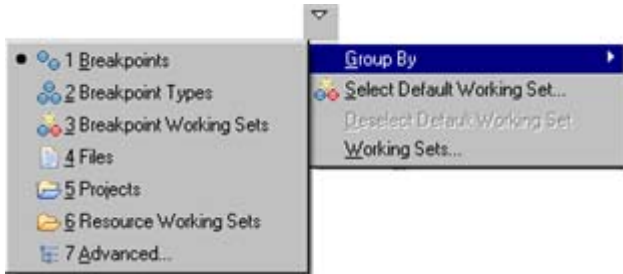 1 Breakpoints
2 Breakpoint Types
3 Breakpoint Working Sets
4 Files
5 Projects
6 Resource Working Sets
7 Advanced...
Group By
Select Default Working Set...
Deselect Default Working Set
Working Sets...